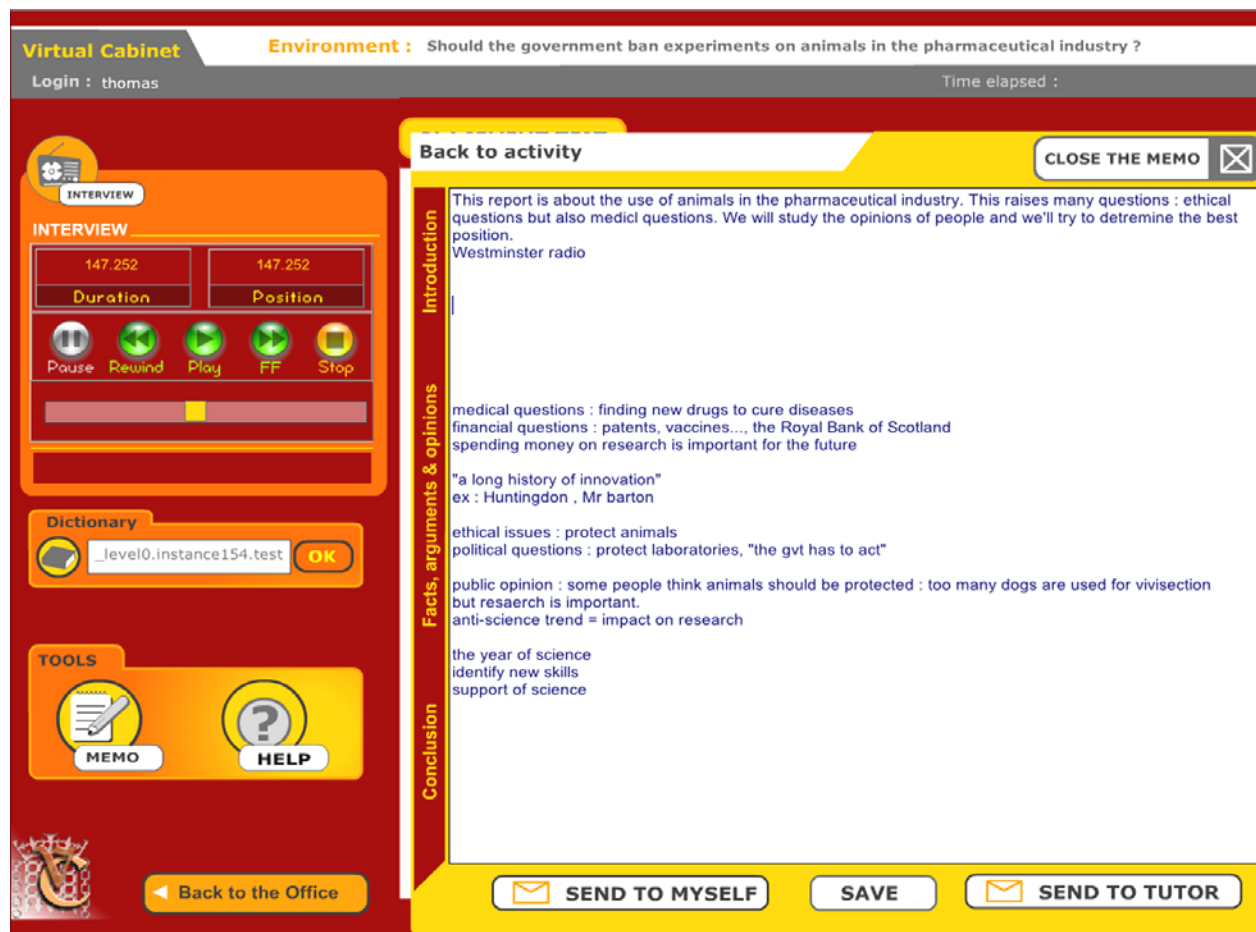 Virtual Cabinet
Environment : Should the government ban experiments on animals in the pharmaceutical industry ?
Login : thomas
Time elapsed :
Back to activity
CLOSE THE MEMO
INTERVIEW
INTERVIEW
147.252
147.252
Duration
Position
Pause Rewind Play FF Stop
Dictionary
_level0.instance154.test
OK
TOOLS
MEMO
HELP
Back to the Office
Introduction
Facts, arguments & opinions
Conclusion
This report is about the use of animals in the pharmaceutical industry. This raises many questions : ethical
questions but also medicl questions. We will study the opinions of people and we'll try to detremine the best
position.
Westminster radio
medical questions : finding new drugs to cure diseases
financial questions : patents, vaccines..., the Royal Bank of Scotland
spending money on research is important for the future
"a long history of innovation"
ex : Huntingdon , Mr barton
ethical issues : protect animals
political questions : protect laboratories, "the gvt has to act"
public opinion : some people think animals should be protected : too many dogs are used for vivisection
but resaerch is important.
anti-science trend = impact on research
the year of science
identify new skills
support of science
SEND TO MYSELF
SAVE
SEND TO TUTOR